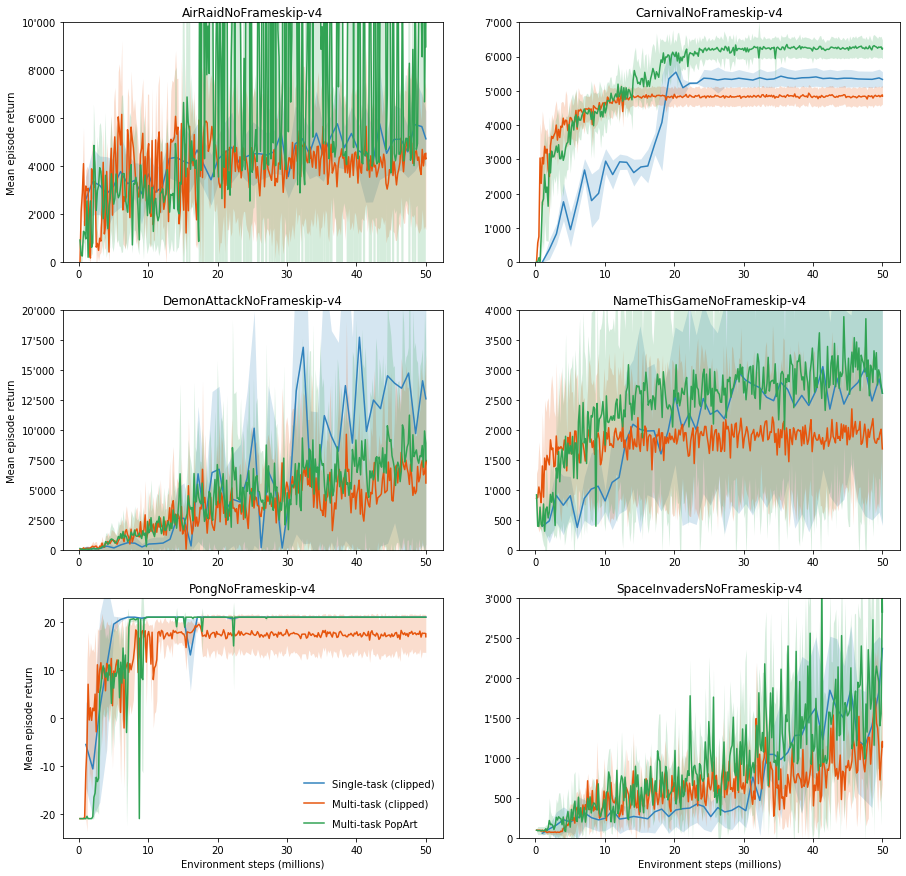 AirRaidNoFrameskip-v4
10'000
8'000
6'000
4'000
2'000
0
Mean episode return
0 10 20 30 40 50
CarnivalNoFrameskip-v4
7'000
6'000
5'000
4'000
3'000
2'000
1'000
0
0 10 20 30 40 50
DemonAttackNoFrameskip-v4
20'000
17'500
15'000
12'500
10'000
7'500
5'000
2'500
0
Mean episode return
0 10 20 30 40 50
NameThisGameNoFrameskip-v4
4'000
3'500
3'000
2'500
2'000
1'500
1'000
500
0
0 10 20 30 40 50
PongNoFrameskip-v4
20
10
0
-10
-20
Mean episode return
Single-task (clipped)
Multi-task (clipped)
Multi-task PopArt
0 10 20 30 40 50
Environment steps (millions)
SpaceInvadersNoFrameskip-v4
3'000
2'500
2'000
1'500
1'000
500
0
0 10 20 30 40 50
Environment steps (millions)